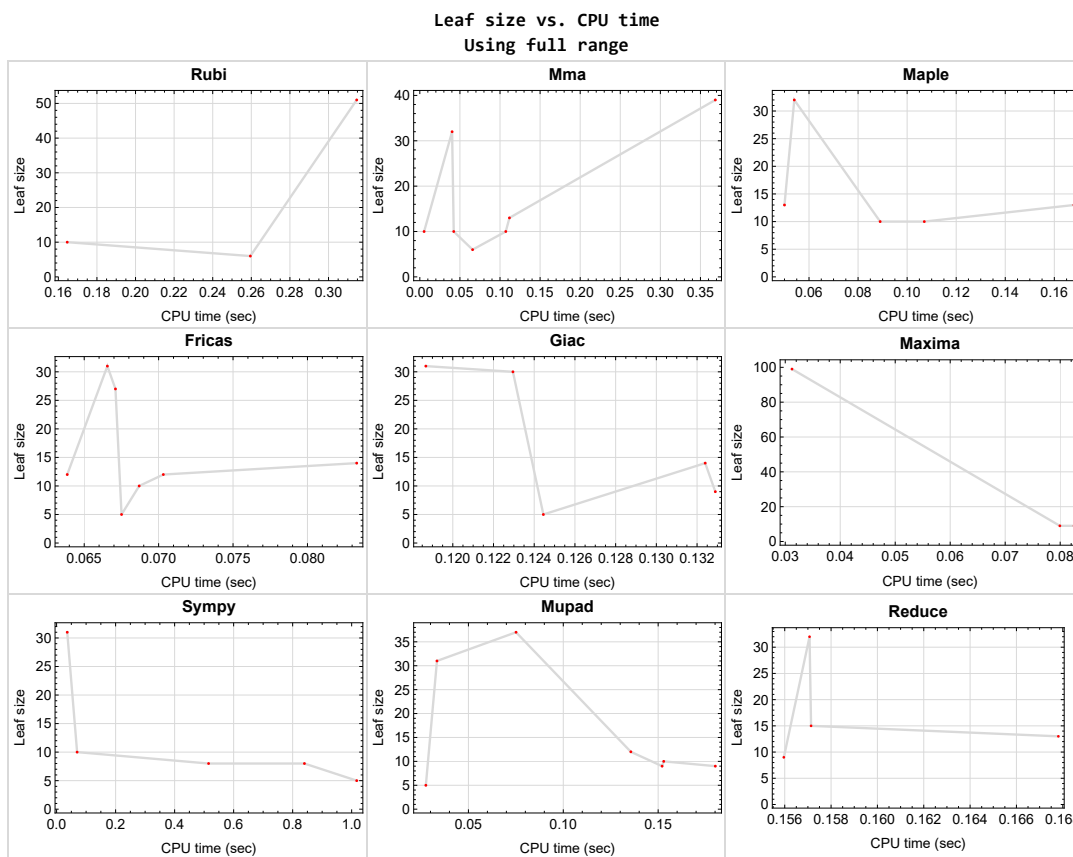 Leaf size vs. CPU time
Using full range
Rubi
Leaf size
50
40
30
20
10
0
0.16 0.18 0.20 0.22 0.24 0.26 0.28 0.30
CPU time (sec)
Mma
Leaf size
40
30
20
10
0
0.00 0.05 0.10 0.15 0.20 0.25 0.30 0.35
CPU time (sec)
Maple
Leaf size
30
25
20
15
10
5
0
0.06 0.08 0.10 0.12 0.14 0.16
CPU time (sec)
Fricas
Leaf size
30
25
20
15
10
5
0
0.065 0.070 0.075 0.080
CPU time (sec)
Giac
Leaf size
30
25
20
15
10
5
0
0.120 0.122 0.124 0.126 0.128 0.130 0.132
CPU time (sec)
Maxima
Leaf size
100
80
60
40
20
0
0.03 0.04 0.05 0.06 0.07 0.08
CPU time (sec)
Sympy
Leaf size
30
25
20
15
10
5
0
0.0 0.2 0.4 0.6 0.8 1.0
CPU time (sec)
Mupad
Leaf size
35
30
25
20
15
10
5
0
0.05 0.10 0.15
CPU time (sec)
Reduce
Leaf size
30
25
20
15
10
5
0
0.156 0.158 0.160 0.162 0.164 0.166
CPU time (sec)